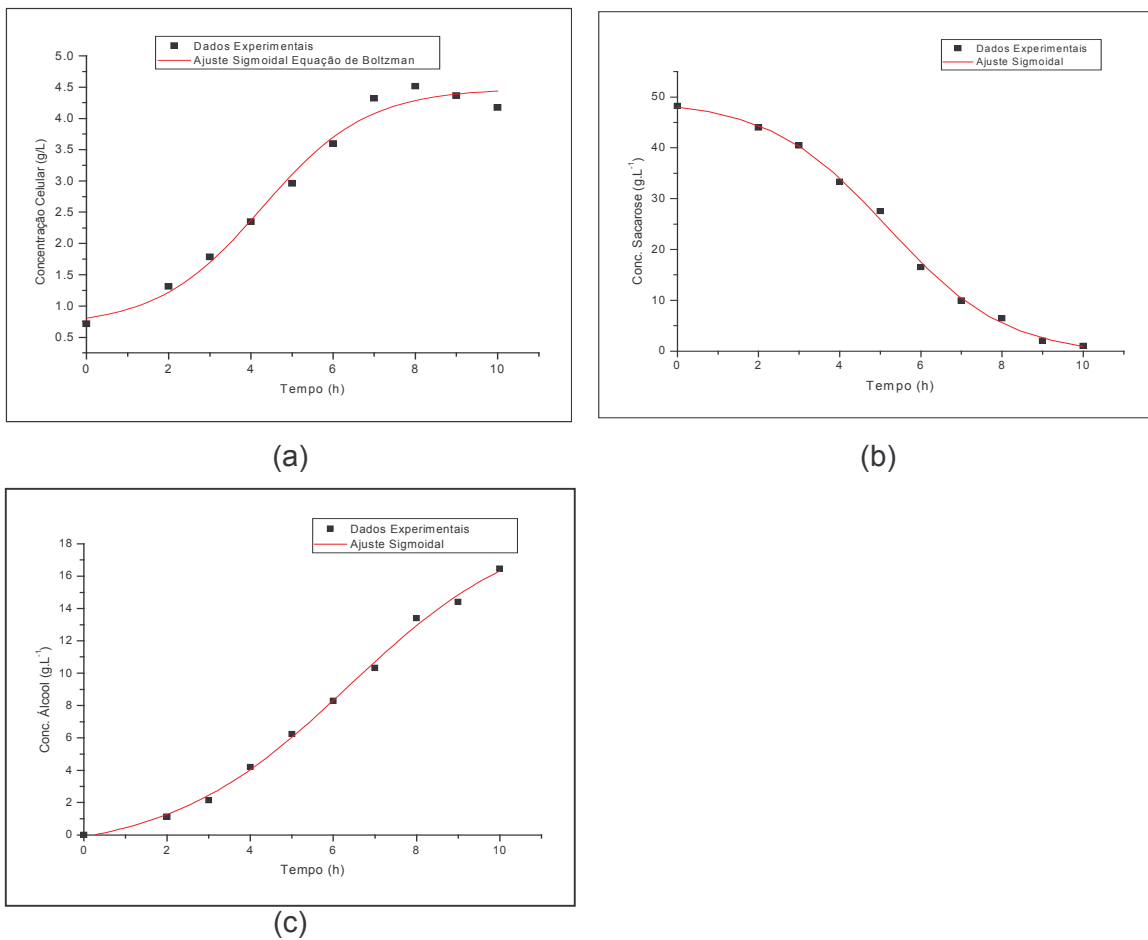 Dados Experimentais
Ajuste Sigmoidal Equação de Boltzman
5.0
4.5
4.0
3.5
3.0
2.5
2.0
1.5
1.0
0.5
Concentração Celular (g/L)
0 2 4 6 8 10
Tempo (h)
(a)
Dados Experimentais
Ajuste Sigmoidal
50
40
30
20
10
0
Conc. Sacarose (g.L⁻¹)
0 2 4 6 8 10
Tempo (h)
(b)
Dados Experimentais
Ajuste Sigmoidal
18
16
14
12
10
8
6
4
2
0
Conc. Álcool (g.L⁻¹)
0 2 4 6 8 10
Tempo (h)
(c)